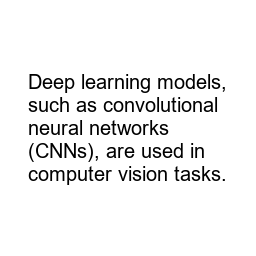 Deep learning models,
such as convolutional
neural networks
(CNNs), are used in
computer vision tasks.